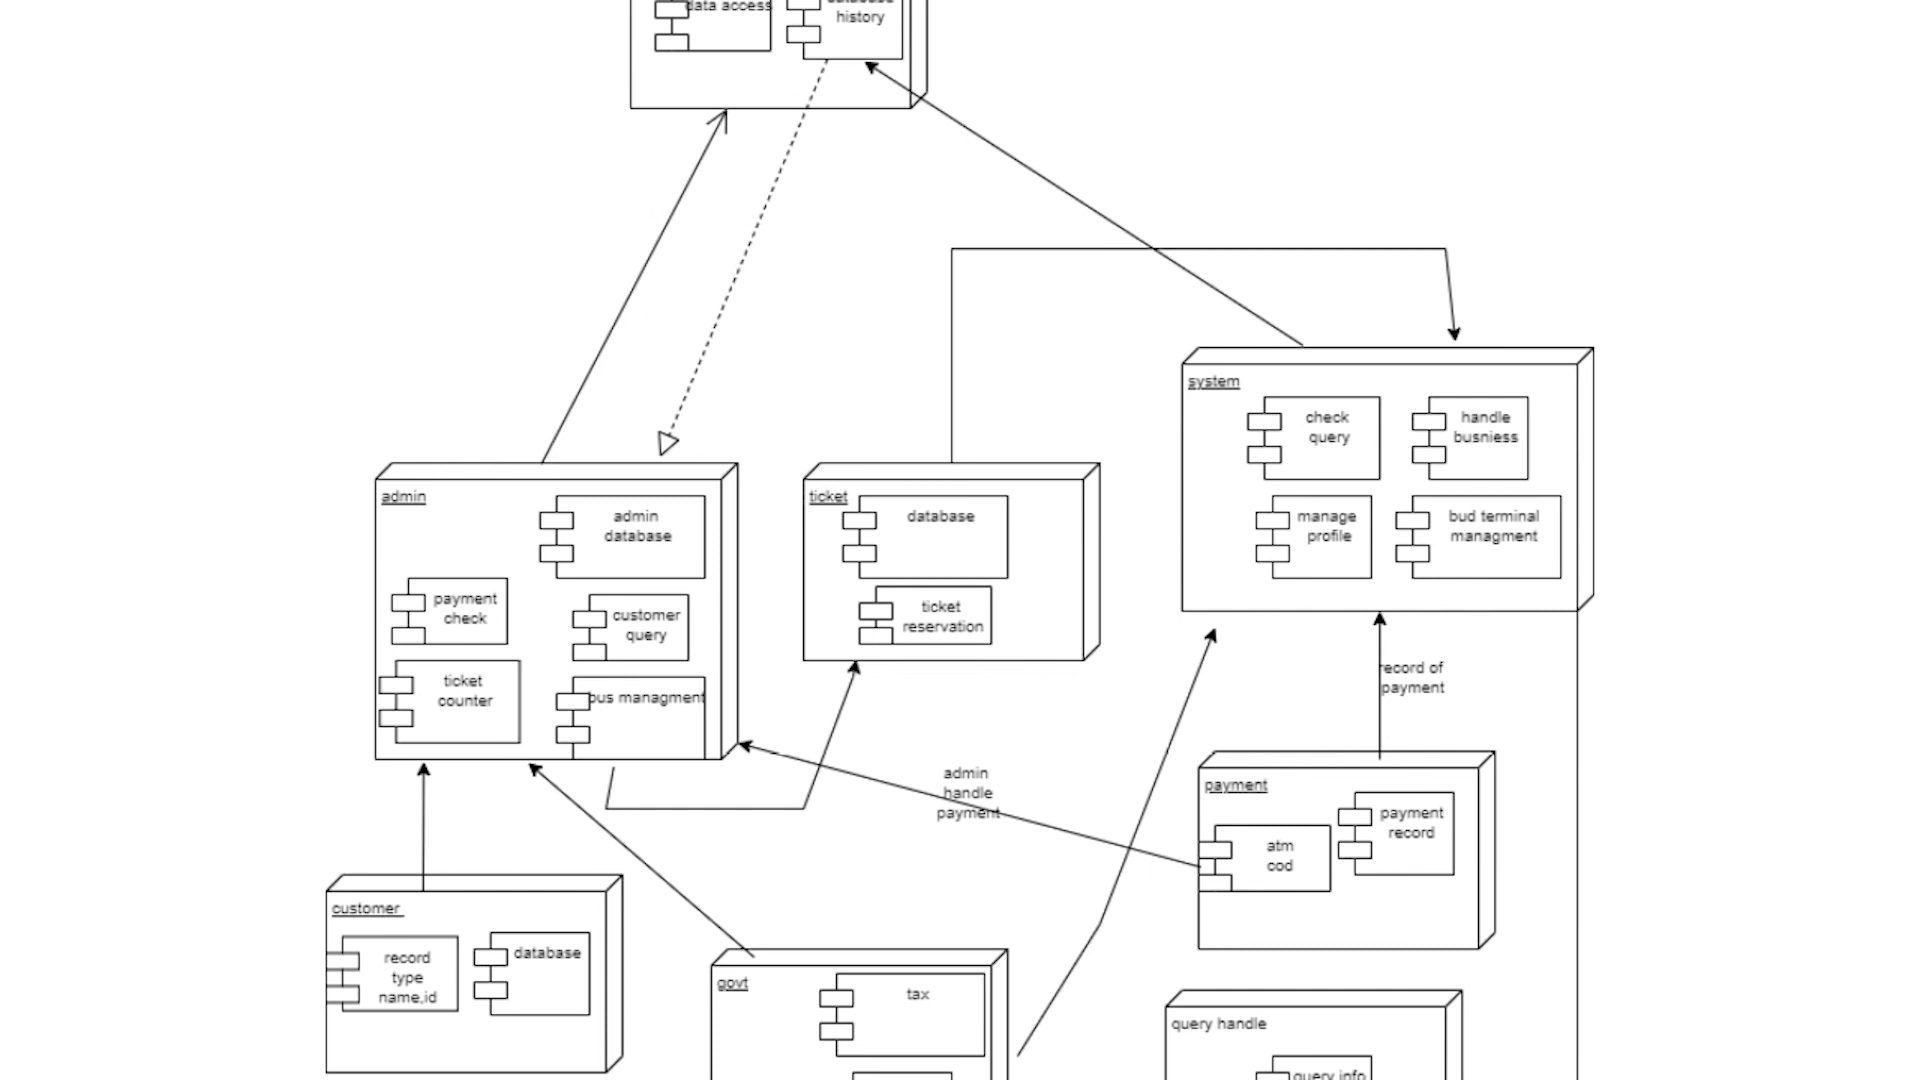 data access
database
history
system
check
query
handle
busniess
manage
profile
bud terminal
managment
admin
admin
database
payment
check
customer
query
ticket
counter
bus managment
ticket
database
ticket
reservation
record of
payment
admin
handle
payment
payment
payment
record
atm
cod
customer
record
type
name,id
database
govt
tax
query handle
query info